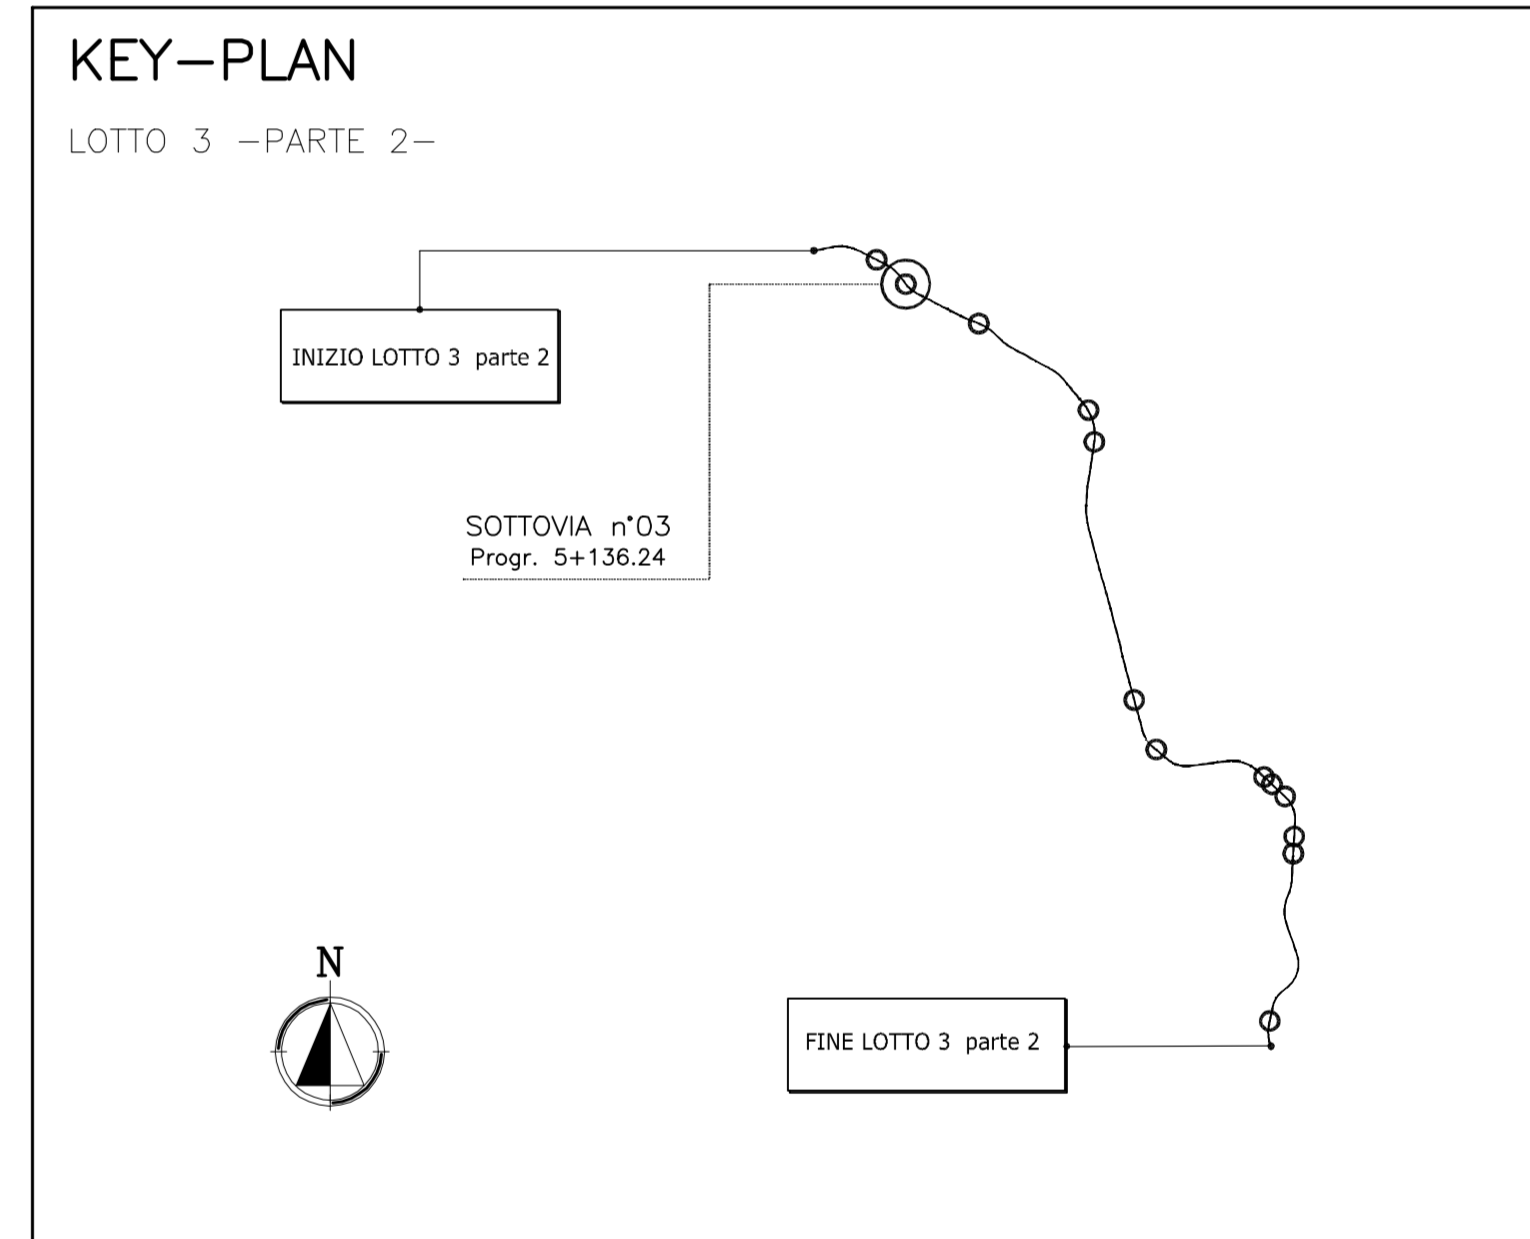 KEY-PLAN
LOTTO 3 -PARTE 2-
INIZIO LOTTO 3 parte 2
SOTTOVIA n°03
Progr. 5+136.24
N
FINE LOTTO 3 parte 2